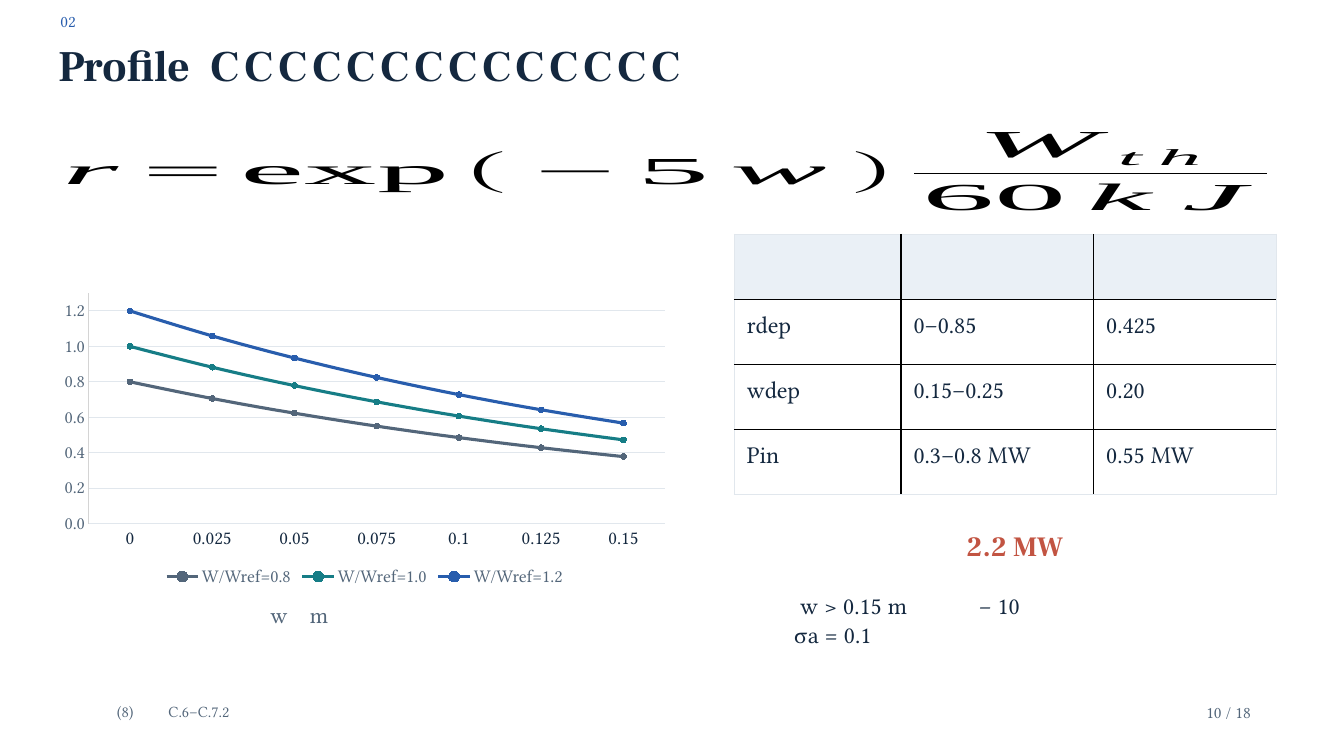 02
Profile CCCCCCCCCCCCCC
r = exp ( − 5 w ) W_th / 60 k J
1.2
1.0
0.8
0.6
0.4
0.2
0.0
0 0.025 0.05 0.075 0.1 0.125 0.15
W/Wref=0.8 W/Wref=1.0 W/Wref=1.2
w m
rdep 0–0.85 0.425
wdep 0.15–0.25 0.20
Pin 0.3–0.8 MW 0.55 MW
2.2 MW
w > 0.15 m − 10
σa = 0.1
(8) C.6–C.7.2
10 / 18